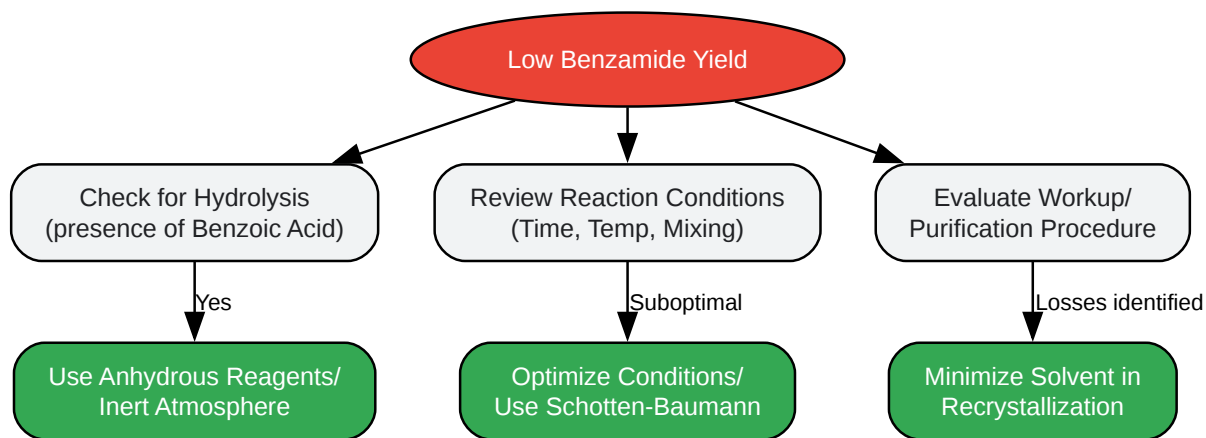 Low Benzamide Yield
Check for Hydrolysis
(presence of Benzoic Acid)
Review Reaction Conditions
(Time, Temp, Mixing)
Evaluate Workup/
Purification Procedure
Yes
Suboptimal
Losses identified
Use Anhydrous Reagents/
Inert Atmosphere
Optimize Conditions/
Use Schotten-Baumann
Minimize Solvent in
Recrystallization